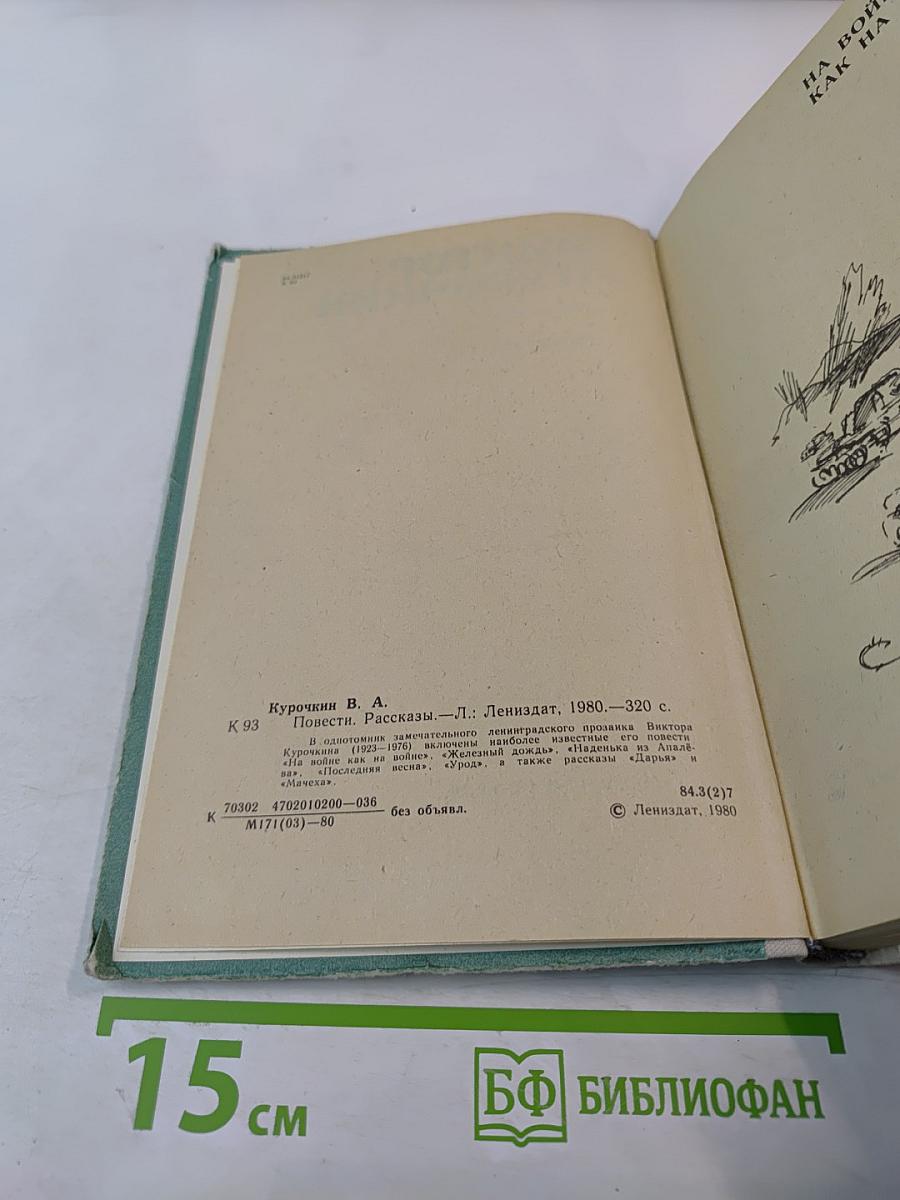 НА ВОЙН
КАК НА
Курочкин В. А.
К 93 Повести. Рассказы.—Л.: Лениздат, 1980.—320 с.
В однотомник замечательного ленинградского прозаика Виктора
Курочкина (1923—1976) включены наиболее известные его повести
«На войне как на войне», «Железный дождь», «Наденька из Апалё-
ва», «Последняя весна», «Урод», а также рассказы «Дарья» и
«Мачеха».
84.3(2)7
К 70302 4702010200—036 без объявл.
М171(03)—80
© Лениздат, 1980
15 см
БФ БИБЛИОФАН